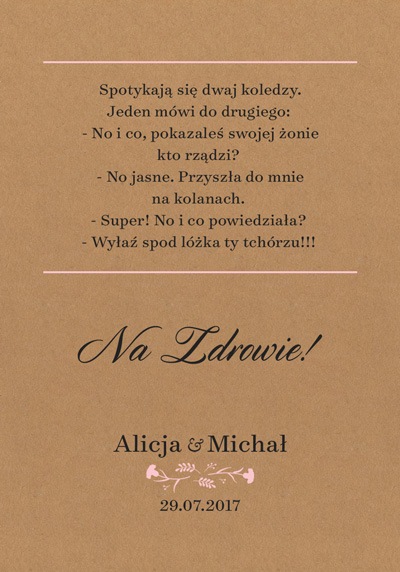 Spotykają się dwaj koledzy.
Jeden mówi do drugiego:
- No i co, pokazałeś swojej żonie
kto rządzi?
- No jasne. Przyszła do mnie
na kolanach.
- Super! No i co powiedziała?
- Wyłaź spod lóżka ty tchórzu!!!
Na Zdrowie!
Alicja & Michał
29.07.2017